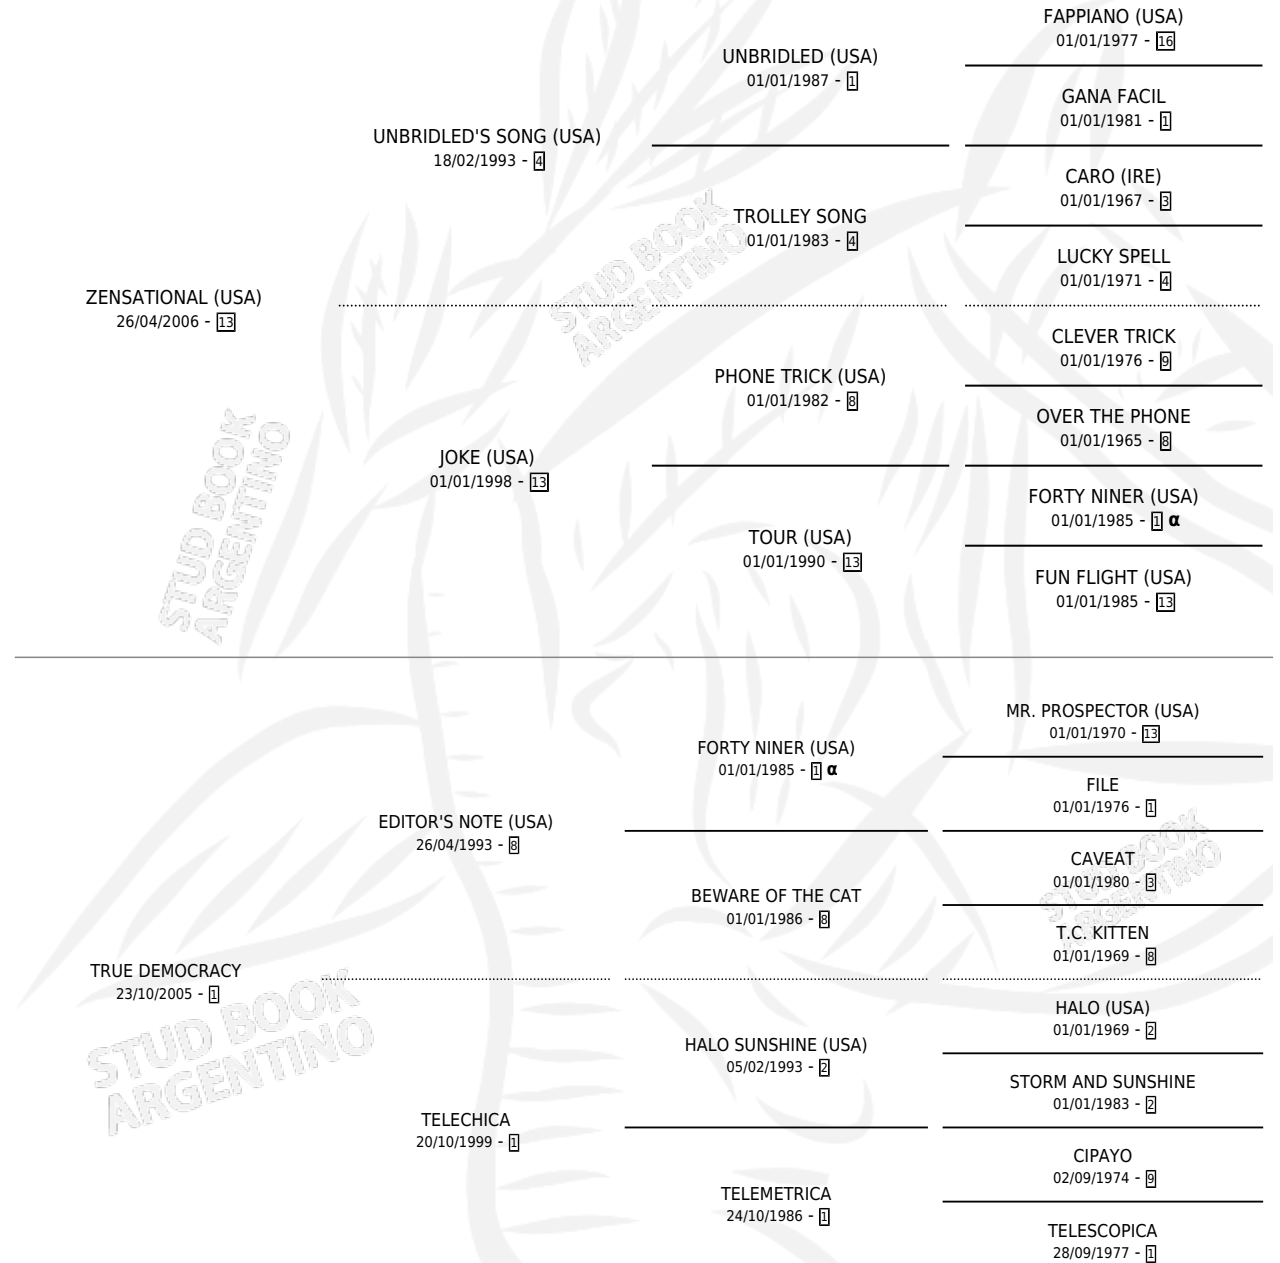 FAPPIANO (USA)
01/01/1977 - 16
UNBRIDLED (USA)
01/01/1987 - 1
GANA FACIL
01/01/1981 - 1
UNBRIDLED'S SONG (USA)
18/02/1993 - 4
CARO (IRE)
01/01/1967 - 3
TROLLEY SONG
01/01/1983 - 4
LUCKY SPELL
01/01/1971 - 4
ZENSATIONAL (USA)
26/04/2006 - 13
CLEVER TRICK
01/01/1976 - 9
PHONE TRICK (USA)
01/01/1982 - 8
OVER THE PHONE
01/01/1965 - 8
JOKE (USA)
01/01/1998 - 13
FORTY NINER (USA)
01/01/1985 - 1 α
TOUR (USA)
01/01/1990 - 13
FUN FLIGHT (USA)
01/01/1985 - 13
MR. PROSPECTOR (USA)
01/01/1970 - 13
FORTY NINER (USA)
01/01/1985 - 1 α
FILE
01/01/1976 - 1
EDITOR'S NOTE (USA)
26/04/1993 - 8
CAVEAT
01/01/1980 - 3
BEWARE OF THE CAT
01/01/1986 - 8
T.C. KITTEN
01/01/1969 - 8
TRUE DEMOCRACY
23/10/2005 - 1
HALO (USA)
01/01/1969 - 2
HALO SUNSHINE (USA)
05/02/1993 - 2
STORM AND SUNSHINE
01/01/1983 - 2
TELECHICA
20/10/1999 - 1
CIPAYO
02/09/1974 - 9
TELEMETRICA
24/10/1986 - 1
TELESCOPICA
28/09/1977 - 1
STUD BOOK
ARGENTINO
STUD BOOK
ARGENTINO
STUD BOOK
ARGENTINO
STUD BOOK
ARGENTINO